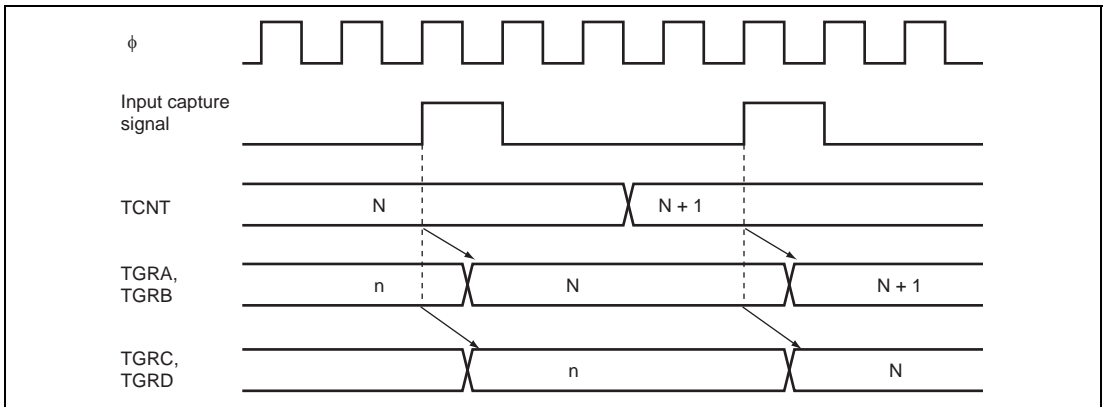 ϕ
Input capture
signal
TCNT
N
N + 1
TGRA,
TGRB
n
N
N + 1
TGRC,
TGRD
n
N